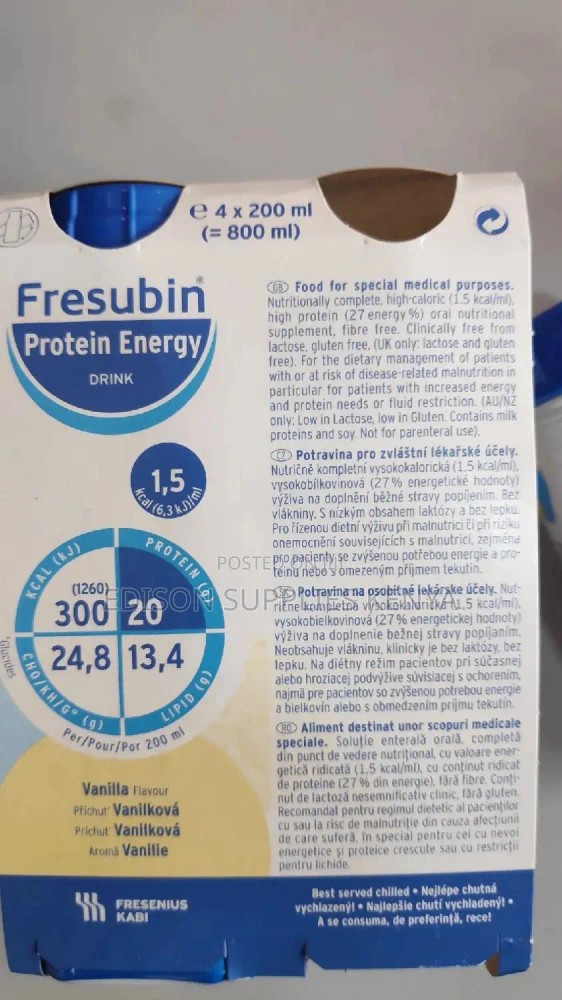 e 4 x 200 ml
(= 800 ml)
Fresubin®
Protein Energy
DRINK
1,5
kcal (6,3 kJ)/ml
KCAL (KJ)
PROTEIN (g)
(1260)
300
20
24,8
13,4
CHO/KH/G* (g)
LIPID (g)
*Glucides
Per/Pour/Por 200 ml
Vanilla Flavour
Příchuť Vanilková
Príchuť Vanilková
Aromă Vanilie
FRESENIUS
KABI
GB Food for special medical purposes.
Nutritionally complete, high-caloric (1.5 kcal/ml),
high protein (27 energy %) oral nutritional
supplement, fibre free. Clinically free from
lactose, gluten free. (UK only: lactose and gluten
free). For the dietary management of patients
with or at risk of disease-related malnutrition in
particular for patients with increased energy
and protein needs or fluid restriction. (AU/NZ
only: Low in Lactose, low in Gluten. Contains milk
proteins and soy. Not for parenteral use).
CZ Potravina pro zvláštní lékařské účely.
Nutričně kompletní vysokokalorická (1,5 kcal/ml),
vysokobílkovinová (27 % energetické hodnoty)
výživa na doplnění běžné stravy popíjením. Bez
vlákniny. S nízkým obsahem laktózy a bez lepku.
Pro řízenou dietní výživu při malnutrici či při riziku
onemocnění souvisejících s malnutricí, zejména
pro pacienty se zvýšenou potřebou energie a pro-
teinů nebo s omezeným příjmem tekutin.
SK Potravina na osobitné lekárske účely. Nut-
rične kompletná vysokokalorická (1,5 kcal/ml),
vysokobielkovinová (27 % energetickej hodnoty)
výživa na doplnenie bežnej stravy popíjaním.
Neobsahuje vlákninu, klinicky je bez laktózy, bez
lepku. Na diétny režim pacientov pri súčasnej
alebo hroziacej podvýžive súvisiacej s ochorením,
najmä pre pacientov so zvýšenou potrebou energie
a bielkovín alebo s obmedzením príjmu tekutín.
RO Aliment destinat unor scopuri medicale
speciale. Soluție enterală orală, completă
din punct de vedere nutrițional, cu valoare ener-
getică ridicată (1,5 kcal/ml), cu conținut ridicat
de proteine (27 % din energie), fără fibre. Conți-
nut de lactoză nesemnificativ clinic, fără gluten.
Recomandat pentru regimul dietetic al pacienților
cu sau la risc de malnutriție din cauza afecțiunii
de care suferă, în special pentru cei cu nevoi
energetice și proteice crescute sau cu restricții
pentru lichide.
Best served chilled • Nejlépe chutná
vychlazený! • Najlepšie chutí vychladený! •
A se consuma, de preferință, rece!
POSTED ON
EDISON SUPPLIES KENYA